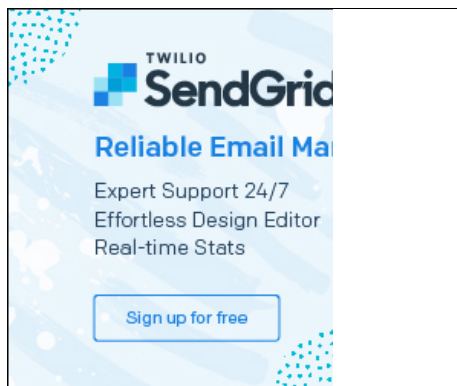 TWILIO
SendGrid
Reliable Email Ma
Expert Support 24/7
Effortless Design Editor
Real-time Stats
Sign up for free